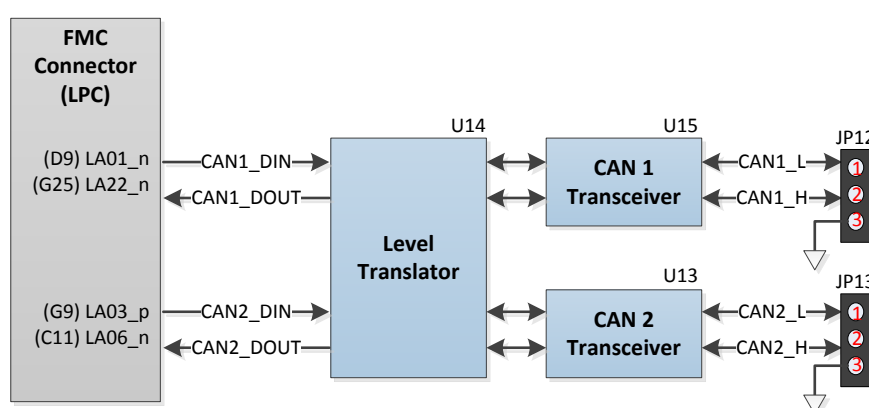 FMC
Connector
(LPC)
U14
U15
JP12
(D9) LA01_n
CAN1_DIN
(G25) LA22_n
CAN1_DOUT
CAN 1
Transceiver
CAN1_L
CAN1_H
1
2
3
Level
Translator
U13
JP13
(G9) LA03_p
CAN2_DIN
(C11) LA06_n
CAN2_DOUT
CAN 2
Transceiver
CAN2_L
CAN2_H
1
2
3